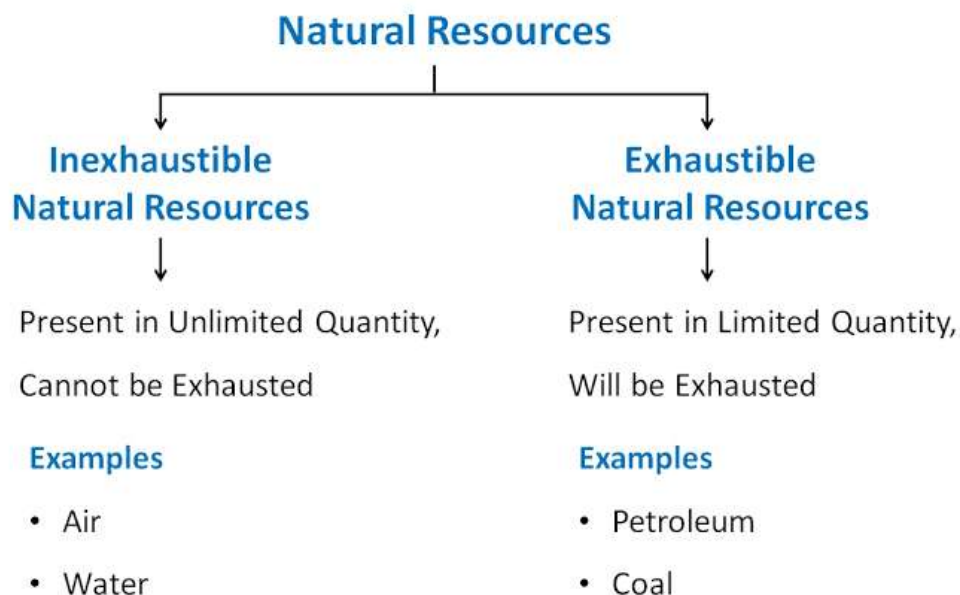 Natural Resources
Inexhaustible
Natural Resources
Present in Unlimited Quantity,
Cannot be Exhausted
Examples
• Air
• Water
Exhaustible
Natural Resources
Present in Limited Quantity,
Will be Exhausted
Examples
• Petroleum
• Coal